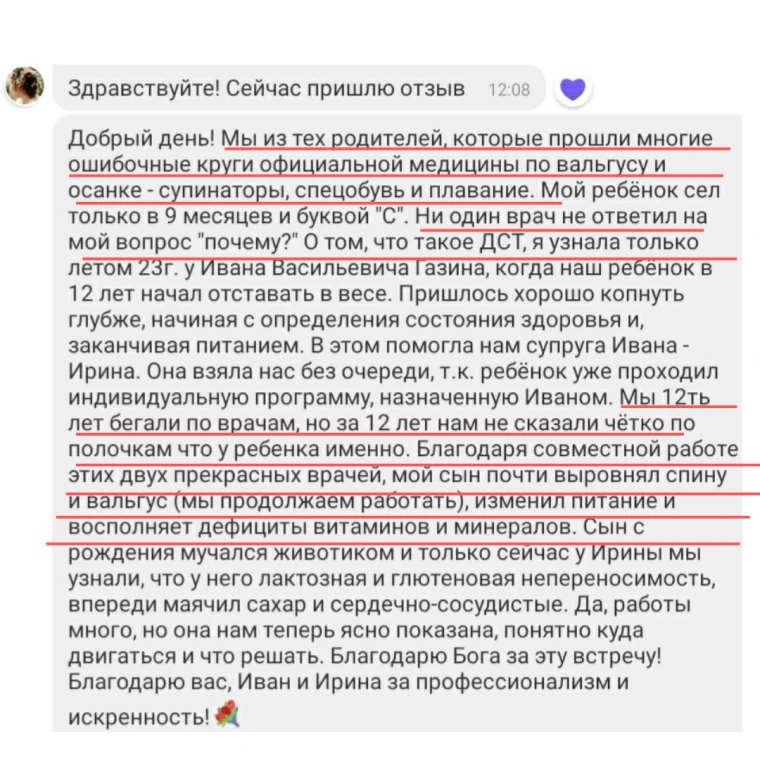 Здравствуйте! Сейчас пришлю отзыв 12:08
Добрый день! Мы из тех родителей, которые прошли многие
ошибочные круги официальной медицины по вальгусу и
осанке - супинаторы, спецобувь и плавание. Мой ребёнок сел
только в 9 месяцев и буквой "С". Ни один врач не ответил на
мой вопрос "почему?" О том, что такое ДСТ, я узнала только
летом 23г. у Ивана Васильевича Газина, когда наш ребёнок в
12 лет начал отставать в весе. Пришлось хорошо копнуть
глубже, начиная с определения состояния здоровья и,
заканчивая питанием. В этом помогла нам супруга Ивана -
Ирина. Она взяла нас без очереди, т.к. ребёнок уже проходил
индивидуальную программу, назначенную Иваном. Мы 12ть
лет бегали по врачам, но за 12 лет нам не сказали чётко по
полочкам что у ребенка именно. Благодаря совместной работе
этих двух прекрасных врачей, мой сын почти выровнял спину
и вальгус (мы продолжаем работать), изменил питание и
восполняет дефициты витаминов и минералов. Сын с
рождения мучался животиком и только сейчас у Ирины мы
узнали, что у него лактозная и глютеновая непереносимость,
впереди маячил сахар и сердечно-сосудистые. Да, работы
много, но она нам теперь ясно показана, понятно куда
двигаться и что решать. Благодарю Бога за эту встречу!
Благодарю вас, Иван и Ирина за профессионализм и
искренность!